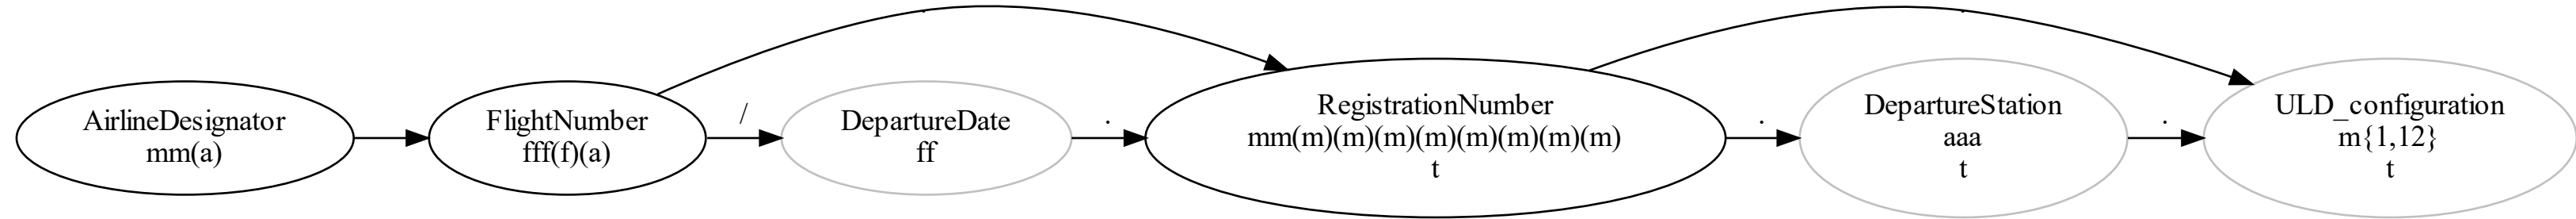 AirlineDesignator
mm(a)
FlightNumber
fff(f)(a)
/
DepartureDate
ff
.
.
RegistrationNumber
mm(m)(m)(m)(m)(m)(m)(m)(m)
t
.
DepartureStation
aaa
t
.
.
ULD_configuration
m{1,12}
t